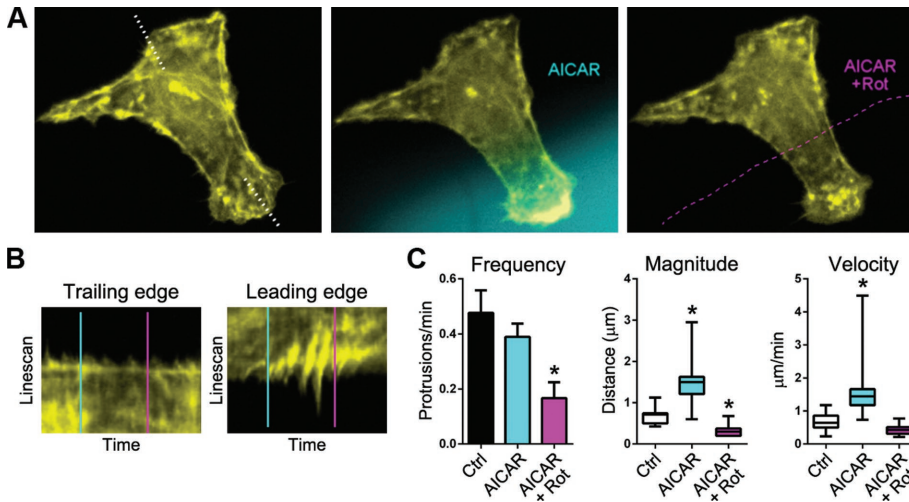 A
AICAR
AICAR
+Rot
B
Trailing edge
Leading edge
Linescan
Time
Linescan
Time
C
Frequency
Protrusions/min
0.6
0.4
0.2
0.0
Ctrl
AICAR
AICAR
+ Rot
*
Magnitude
Distance (μm)
4
3
2
1
0
Ctrl
AICAR
AICAR
+ Rot
*
*
Velocity
μm/min
5
4
3
2
1
0
Ctrl
AICAR
AICAR
+ Rot
*